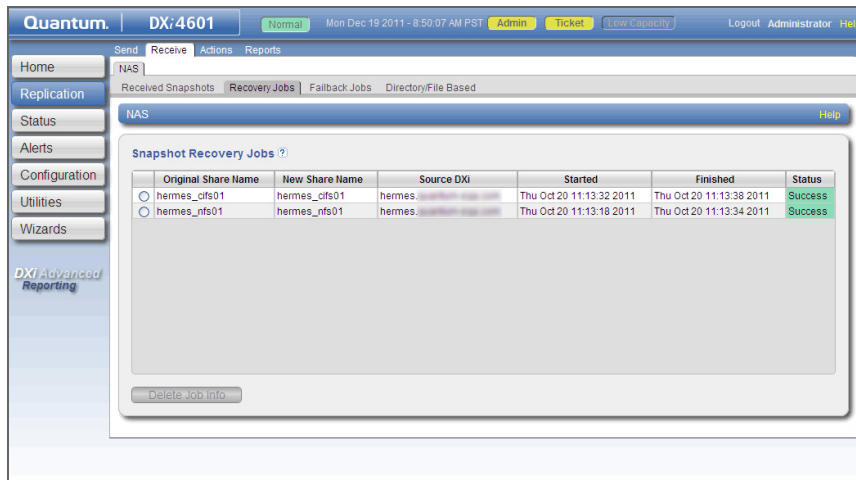 Quantum. DXi4601 Normal Mon Dec 19 2011 - 8:50:07 AM PST Admin Ticket Low Capacity Logout Administrator Hel
Send Receive Actions Reports
Home
NAS
Received Snapshots Recovery Jobs Failback Jobs Directory/File Based
Replication
Status
NAS Help
Alerts
Snapshot Recovery Jobs ?
Configuration
Original Share Name New Share Name Source DXi Started Finished Status
hermes_cifs01 hermes_cifs01 hermes. Thu Oct 20 11:13:32 2011 Thu Oct 20 11:13:38 2011 Success
hermes_nfs01 hermes_nfs01 hermes. Thu Oct 20 11:13:18 2011 Thu Oct 20 11:13:34 2011 Success
Utilities
Wizards
DXi Advanced
Reporting
Delete Job Info